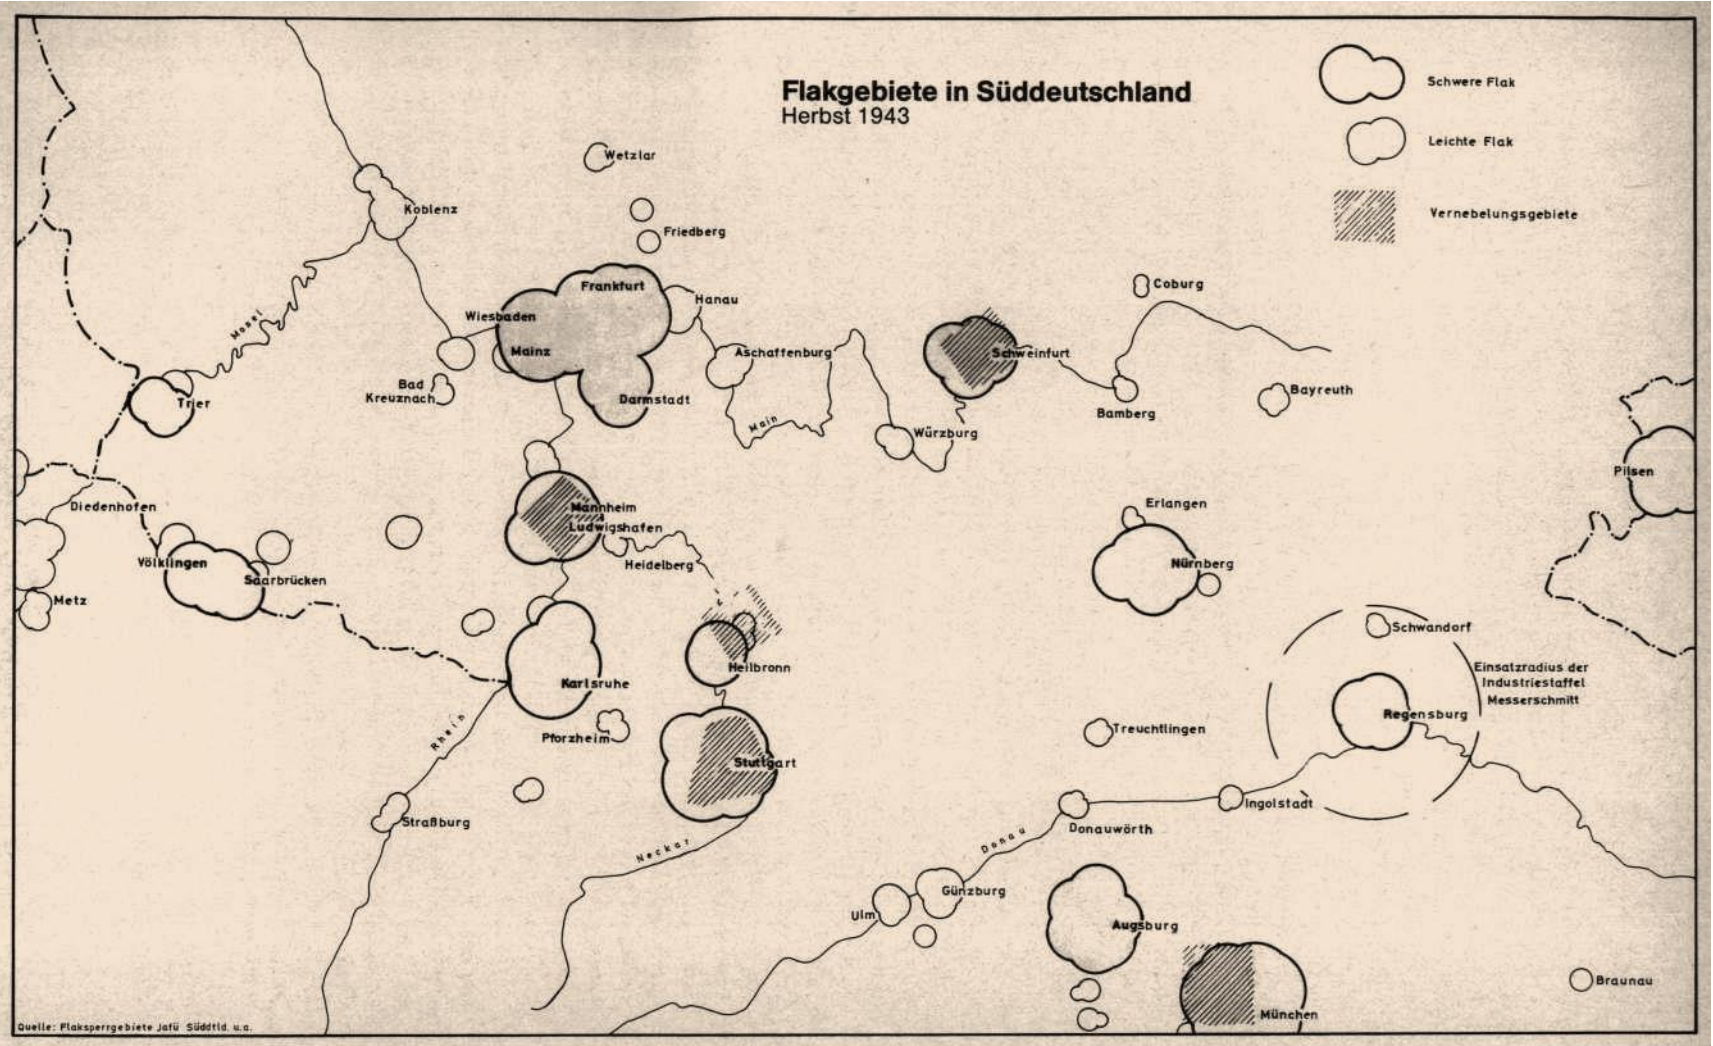 Flakgebiete in Süddeutschland
Herbst 1943
Schwere Flak
Leichte Flak
Vernebelungsgebiete
Wetzlar
Koblenz
Friedberg
Coburg
Frankfurt
Hanau
Wiesbaden
Mosel
Mainz
Aschaffenburg
Schweinfurt
Bad
Kreuznach
Bayreuth
Darmstadt
Trier
Bamberg
Main
Würzburg
Pilsen
Diedenhofen
Mannheim
Ludwigshafen
Erlangen
Völklingen
Heidelberg
Nürnberg
Saarbrücken
Metz
Schwandorf
Heilbronn
Einsatzradius der
Industriestaffel
Messerschmitt
Karlsruhe
Regensburg
Rhein
Pforzheim
Treuchtlingen
Stuttgart
Ingolstadt
Straßburg
Donauwörth
Neckar
Donau
Günzburg
Ulm
Augsburg
Braunau
München
Quelle: Flaksperrgebiete Jafü Süddtld. u.a.